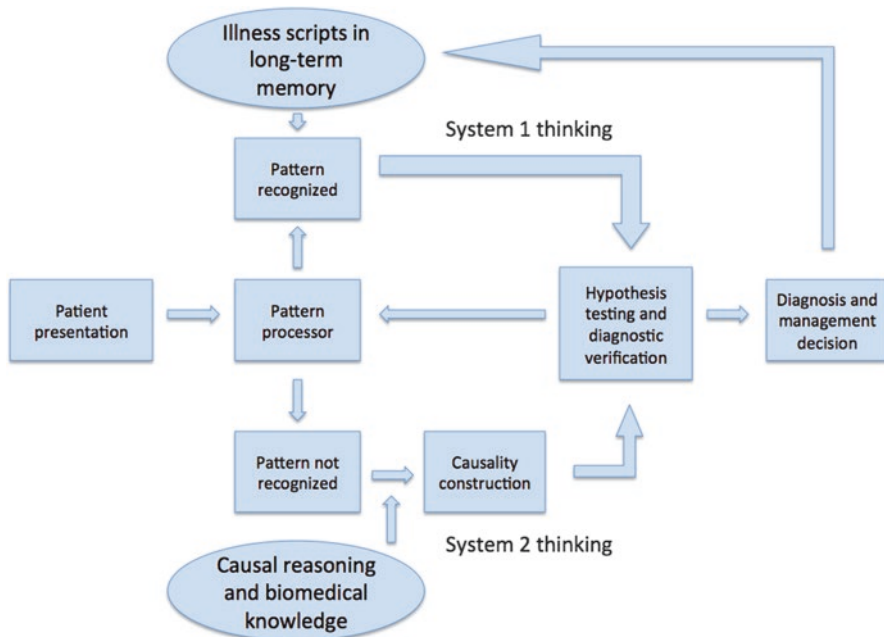 Illness scripts in
long-term
memory
System 1 thinking
Pattern
recognized
Patient
presentation
Pattern
processor
Hypothesis
testing and
diagnostic
verification
Diagnosis and
management
decision
Pattern not
recognized
Causality
construction
System 2 thinking
Causal reasoning
and biomedical
knowledge